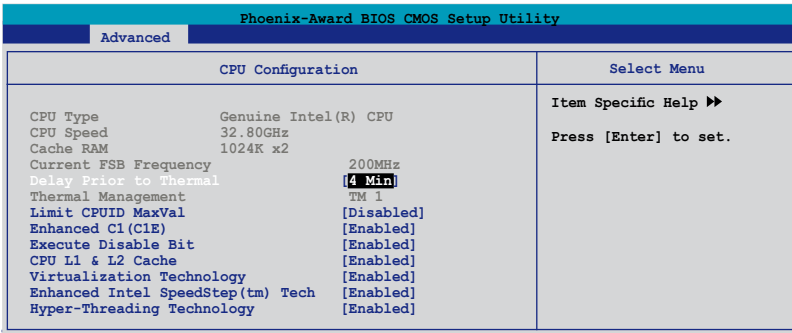 Phoenix-Award BIOS CMOS Setup Utility
Advanced
CPU Configuration
Select Menu
Item Specific Help ▶▶
Press [Enter] to set.
CPU Type Genuine Intel(R) CPU
CPU Speed 32.80GHz
Cache RAM 1024K x2
Current FSB Frequency 200MHz
Delay Prior to Thermal [4 Min]
Thermal Management TM 1
Limit CPUID MaxVal [Disabled]
Enhanced C1(C1E) [Enabled]
Execute Disable Bit [Enabled]
CPU L1 & L2 Cache [Enabled]
Virtualization Technology [Enabled]
Enhanced Intel SpeedStep(tm) Tech [Enabled]
Hyper-Threading Technology [Enabled]